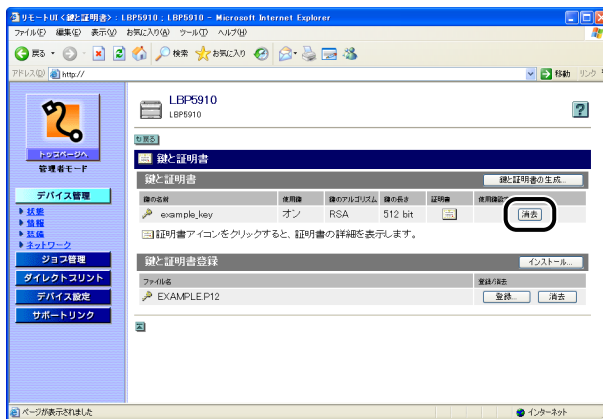 リモートUI <鍵と証明書> : LBP5910 ; LBP5910 - Microsoft Internet Explorer
ファイル(F) 編集(E) 表示(V) お気に入り(A) ツール(T) ヘルプ(H)
戻る 検索 お気に入り
アドレス(D) http:// 移動 リンク
LBP5910
LBP5910
トップページへ
管理者モード
戻る
鍵と証明書
鍵と証明書 鍵と証明書の生成...
鍵の名前 使用鍵 鍵のアルゴリズム 鍵の長さ 証明書
example_key オン RSA 512 bit 消去
証明書アイコンをクリックすると、証明書の詳細を表示します。
鍵と証明書登録 インストール...
ファイル名 登録/消去
EXAMPLE.P12 登録... 消去
デバイス管理
状態
情報
装備
ネットワーク
ジョブ管理
ダイレクトプリント
デバイス設定
サポートリンク
ページが表示されました インターネット